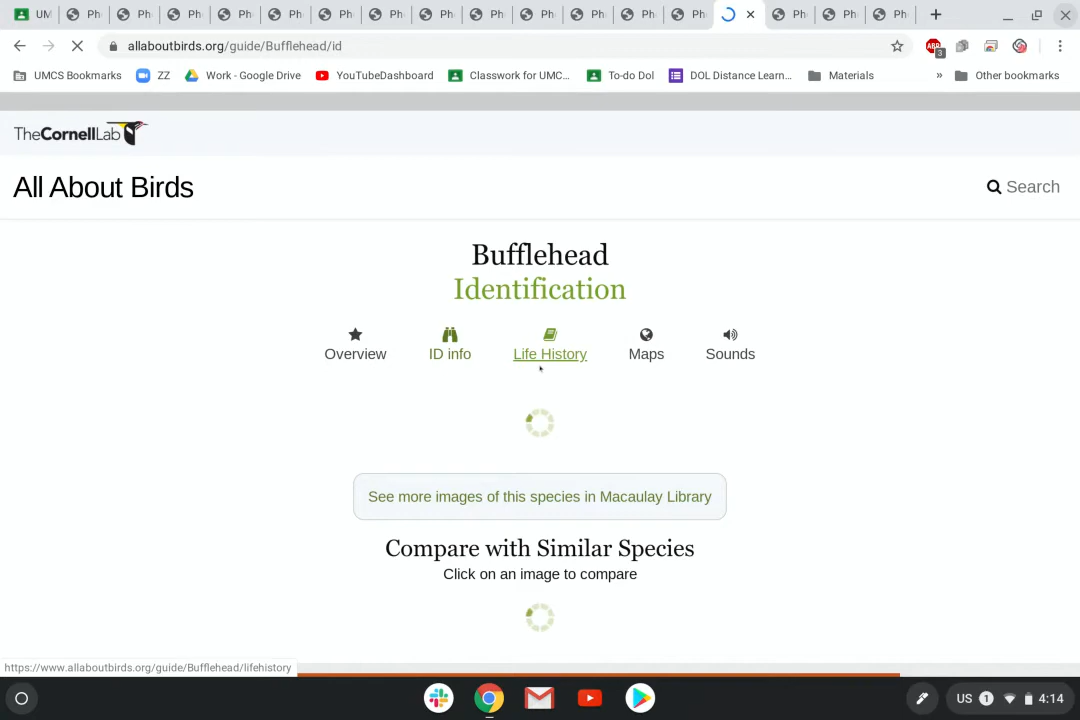 UM Ph Ph Ph Ph Ph Ph Ph Ph Ph Ph Ph Ph Ph Ph Ph Ph
allaboutbirds.org/guide/Bufflehead/id ABP 3
UMCS Bookmarks ZZ Work - Google Drive YouTubeDashboard Classwork for UMC... To-do Dol DOL Distance Learn... Materials » Other bookmarks
TheCornellLab
All About Birds Search
Bufflehead
Identification
Overview ID info Life History Maps Sounds
See more images of this species in Macaulay Library
Compare with Similar Species
Click on an image to compare
https://www.allaboutbirds.org/guide/Bufflehead/lifehistory
US 1 4:14